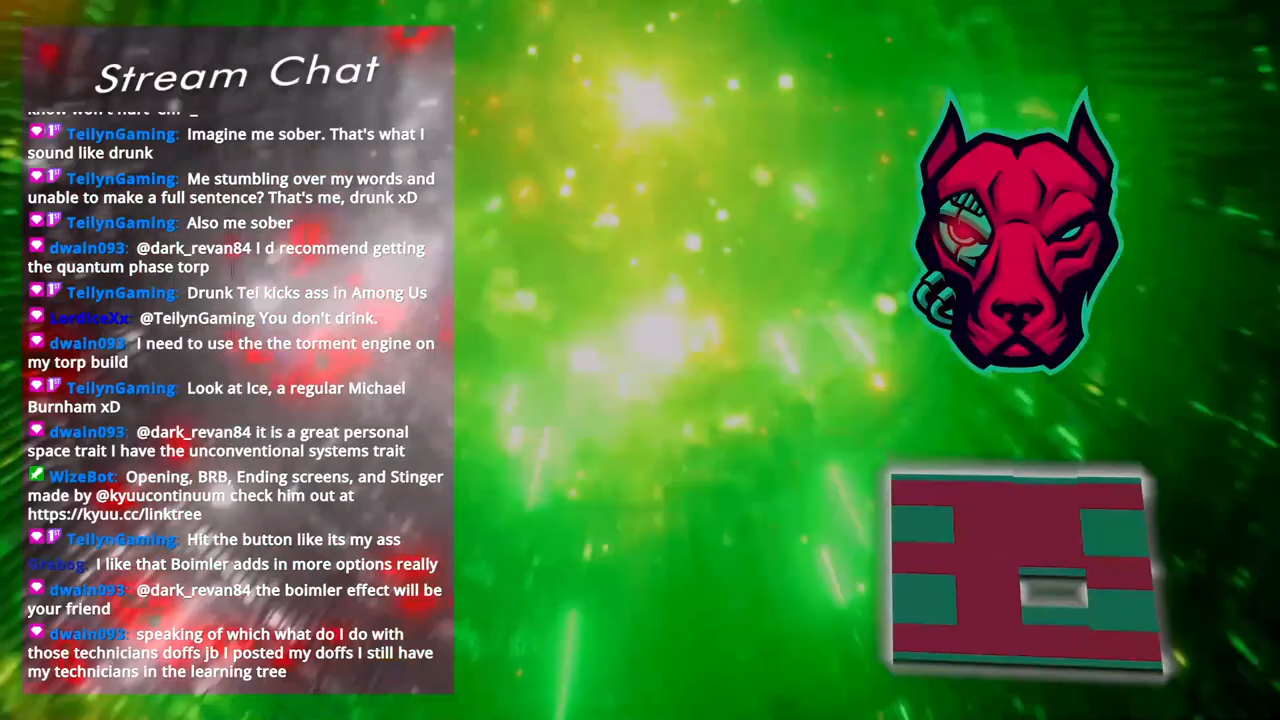 Stream Chat
know won't hurt em
TeilynGaming: Imagine me sober. That's what I
sound like drunk
TeilynGaming: Me stumbling over my words and
unable to make a full sentence? That's me, drunk xD
TeilynGaming: Also me sober
dwain093: @dark_revan84 I d recommend getting
the quantum phase torp
TeilynGaming: Drunk Tei kicks ass in Among Us
LordiceXx: @TeilynGaming You don't drink.
dwain093: I need to use the the torment engine on
my torp build
TeilynGaming: Look at Ice, a regular Michael
Burnham xD
dwain093: @dark_revan84 it is a great personal
space trait I have the unconventional systems trait
WizeBot: Opening, BRB, Ending screens, and Stinger
made by @kyuucontinuum check him out at
https://kyuu.cc/linktree
TeilynGaming: Hit the button like its my ass
Grebog: I like that Boimler adds in more options really
dwain093: @dark_revan84 the boimler effect will be
your friend
dwain093: speaking of which what do I do with
those technicians doffs jb I posted my doffs I still have
my technicians in the learning tree